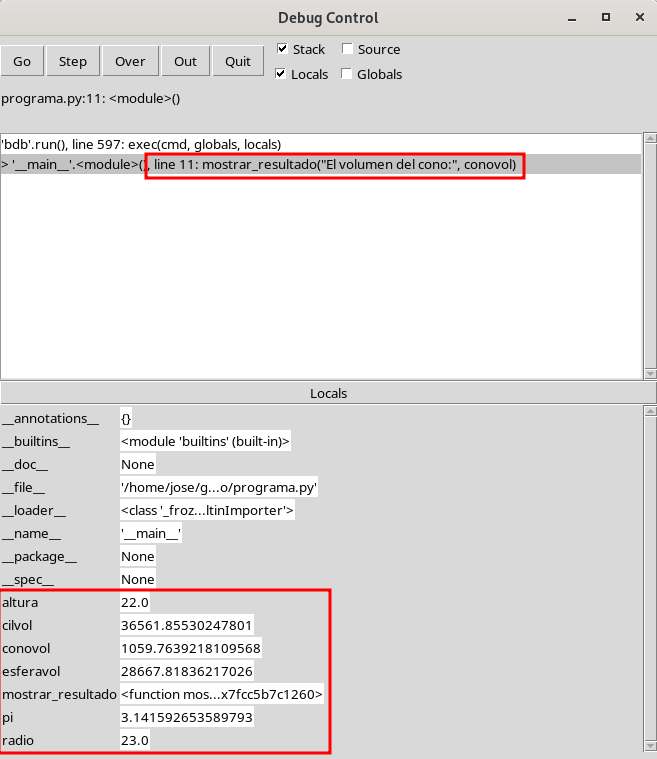 Debug Control
Go Step Over Out Quit Stack Source
Locals Globals
programa.py:11: <module>()
'bdb'.run(), line 597: exec(cmd, globals, locals)
> '__main__'.<module>(), line 11: mostrar_resultado("El volumen del cono:", conovol)
Locals
__annotations__ {}
__builtins__ <module 'builtins' (built-in)>
__doc__ None
__file__ '/home/jose/g...o/programa.py'
__loader__ <class '_froz...ltinImporter'>
__name__ '__main__'
__package__ None
__spec__ None
altura 22.0
cilvol 36561.85530247801
conovol 1059.7639218109568
esferavol 28667.81836217026
mostrar_resultado <function mos...x7fcc5b7c1260>
pi 3.141592653589793
radio 23.0